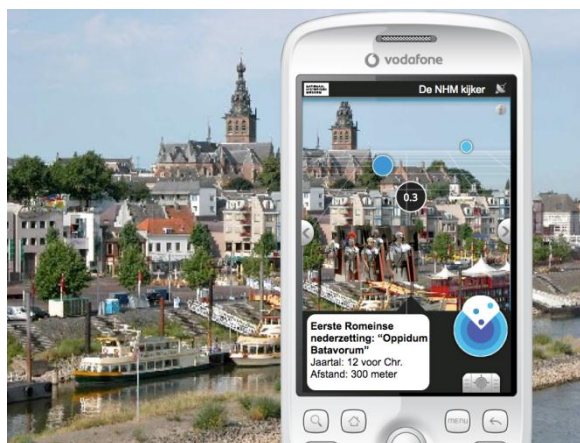 vodafone
De NHM kijker
0.3
Eerste Romeinse
nederzetting: “Oppidum
Batavorum”
Jaartal: 12 voor Chr.
Afstand: 300 meter
menu